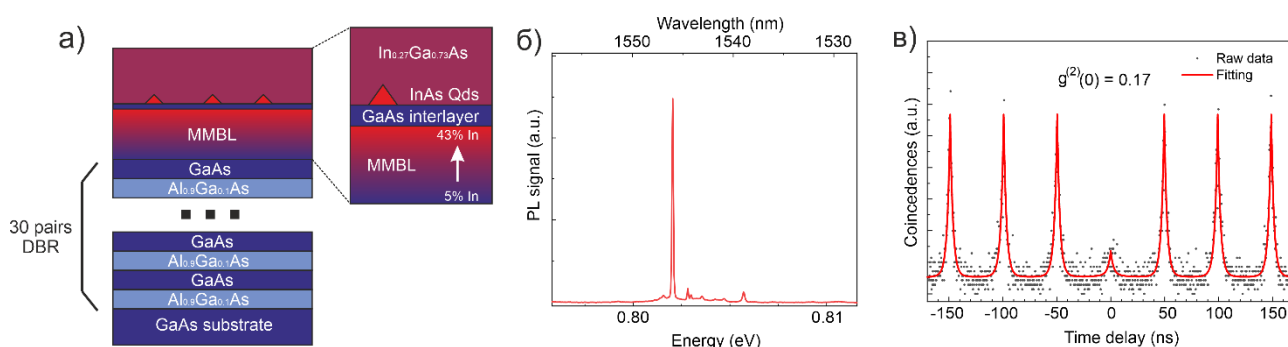 а)
MMBL
GaAs
Al0.9Ga0.1As
30 pairs
DBR
GaAs
Al0.9Ga0.1As
GaAs
Al0.9Ga0.1As
GaAs substrate
In0.27Ga0.73As
InAs Qds
GaAs interlayer
43% In
MMBL
5% In
б)
Wavelength (nm)
1550
1540
1530
PL signal (a.u.)
0.80
0.81
Energy (eV)
в)
Raw data
Fitting
g(2)(0) = 0.17
Coincedences (a.u.)
-150 -100 -50 0 50 100 150
Time delay (ns)